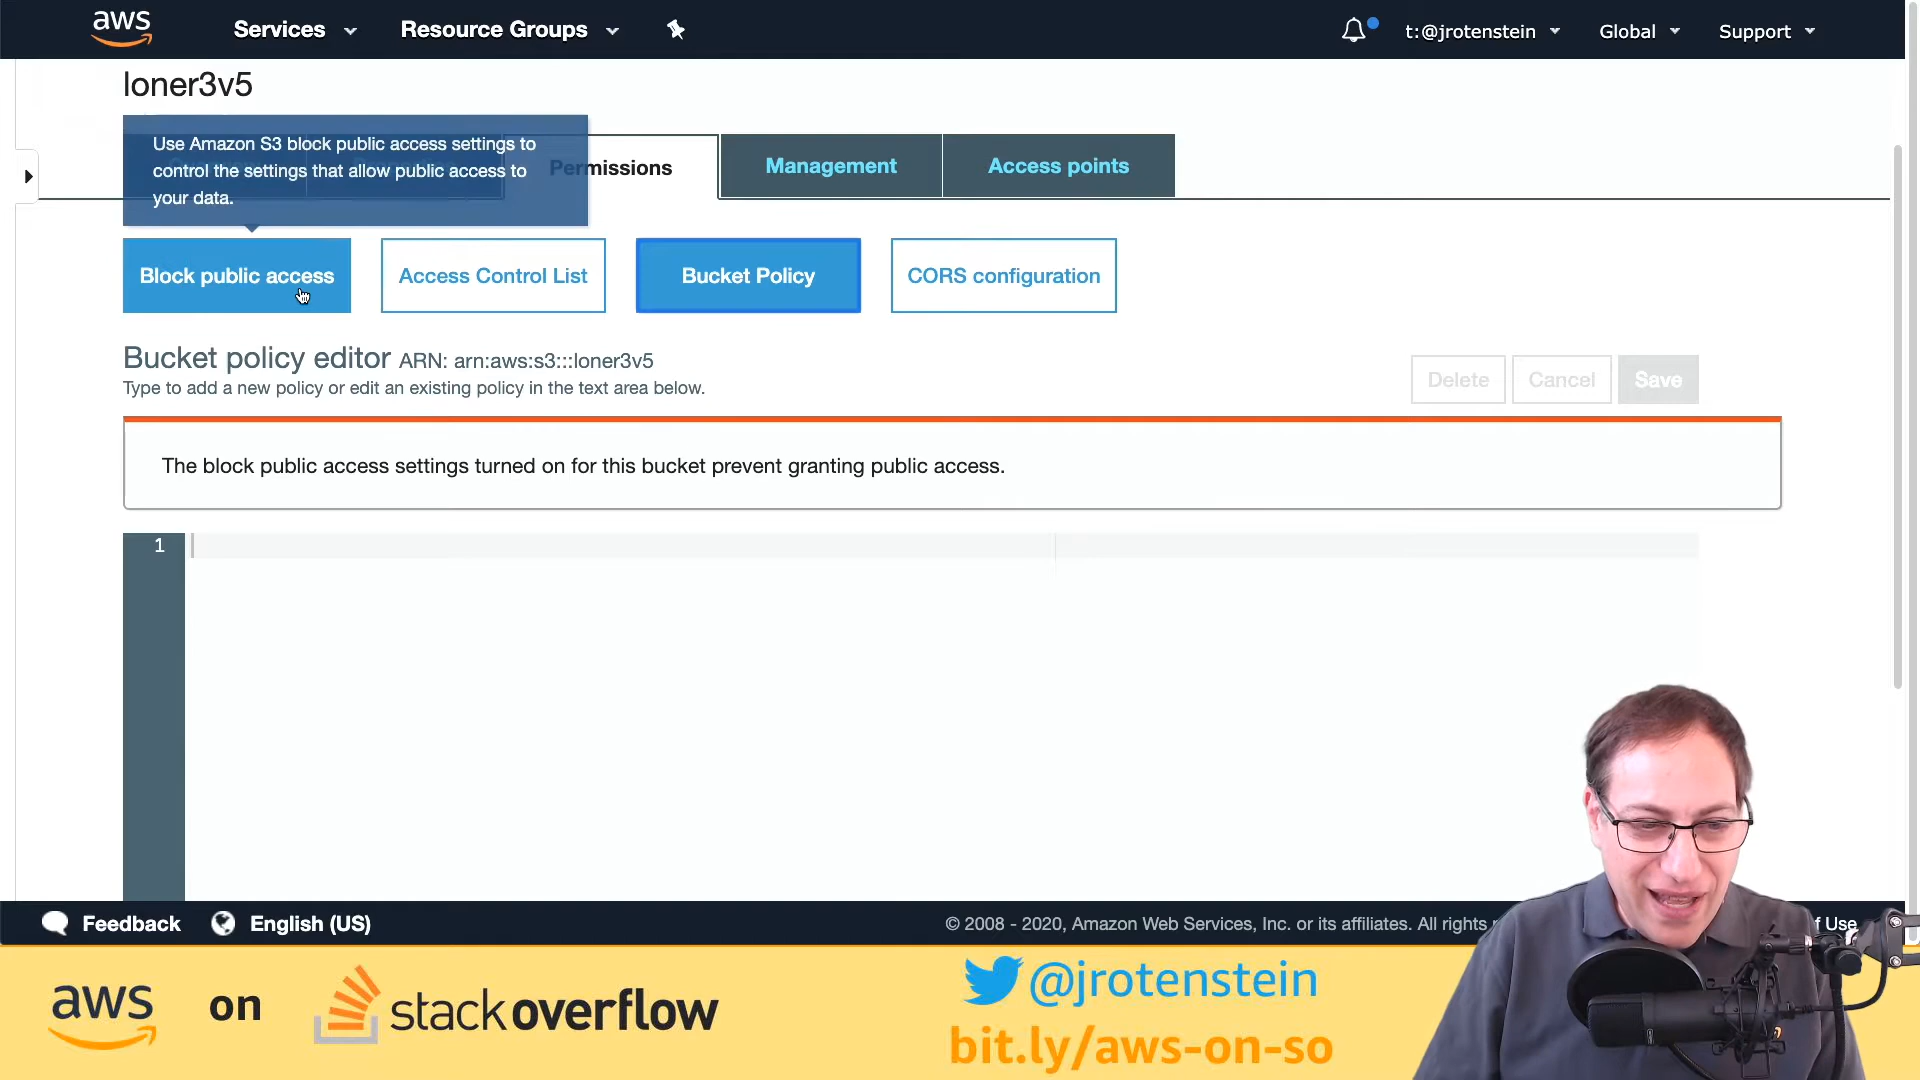 aws
Services
Resource Groups
t:@jrotenstein
Global
Support
loner3v5
Use Amazon S3 block public access settings to
control the settings that allow public access to
your data.
Permissions
Management
Access points
Block public access
Access Control List
Bucket Policy
CORS configuration
Bucket policy editor ARN: arn:aws:s3:::loner3v5
Type to add a new policy or edit an existing policy in the text area below.
Delete
Cancel
Save
The block public access settings turned on for this bucket prevent granting public access.
1
Feedback
English (US)
© 2008 - 2020, Amazon Web Services, Inc. or its affiliates. All rights
f Use
aws on stackoverflow
@jrotenstein
bit.ly/aws-on-so